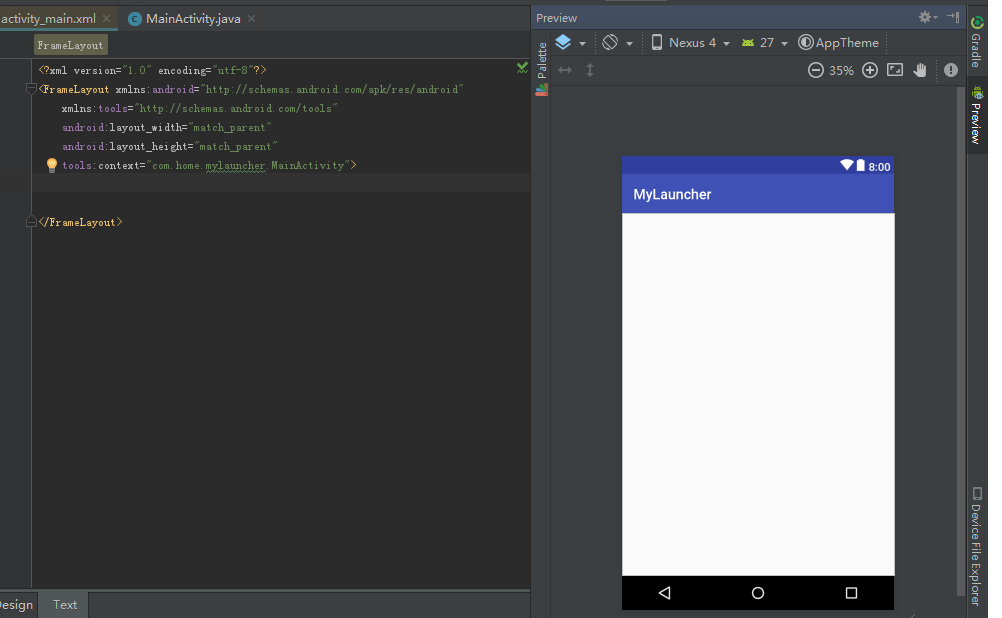 activity_main.xml
MainActivity.java
Preview
FrameLayout
Nexus 4
27
AppTheme
35%
<?xml version="1.0" encoding="utf-8"?>
<FrameLayout xmlns:android="http://schemas.android.com/apk/res/android"
xmlns:tools="http://schemas.android.com/tools"
android:layout_width="match_parent"
android:layout_height="match_parent"
tools:context="com.home.mylauncher.MainActivity">
</FrameLayout>
Palette
8:00
MyLauncher
Gradle
Preview
Device File Explorer
Design
Text